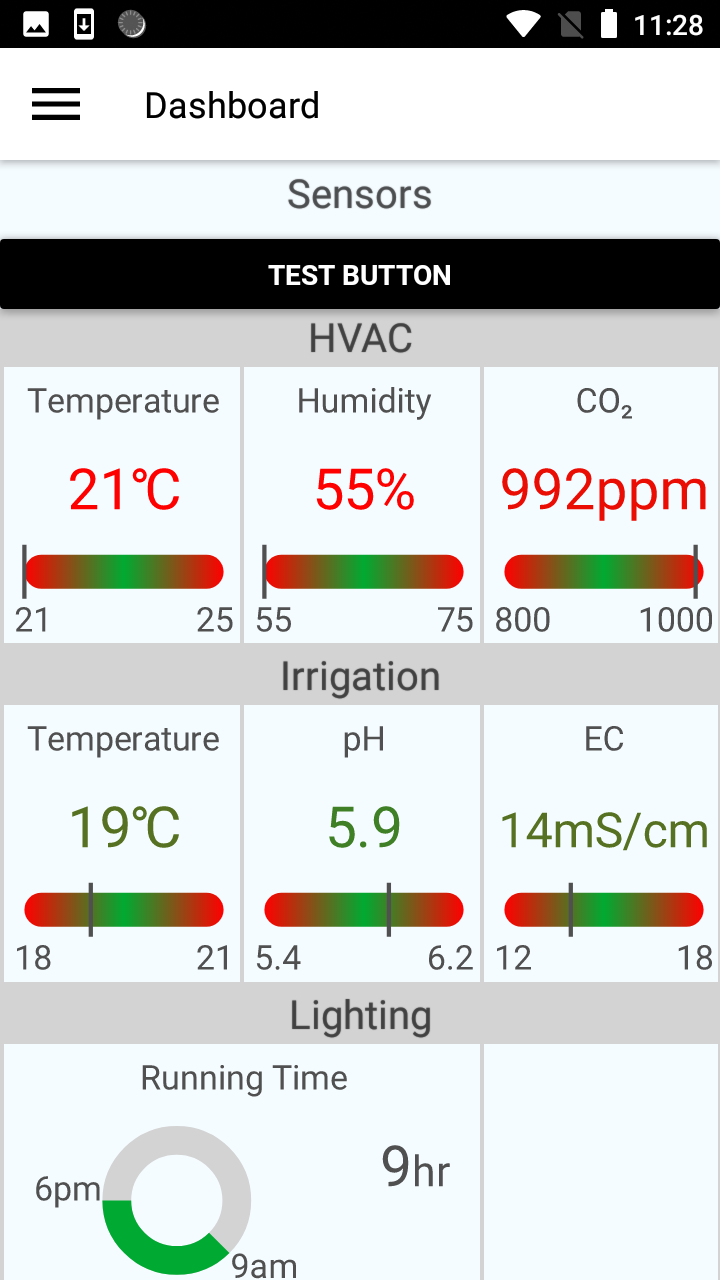 11:28
Dashboard
Sensors
TEST BUTTON
HVAC
Temperature Humidity CO₂
21℃ 55% 992ppm
21 25 55 75 800 1000
Irrigation
Temperature pH EC
19℃ 5.9 14mS/cm
18 21 5.4 6.2 12 18
Lighting
Running Time
9hr
6pm
9am